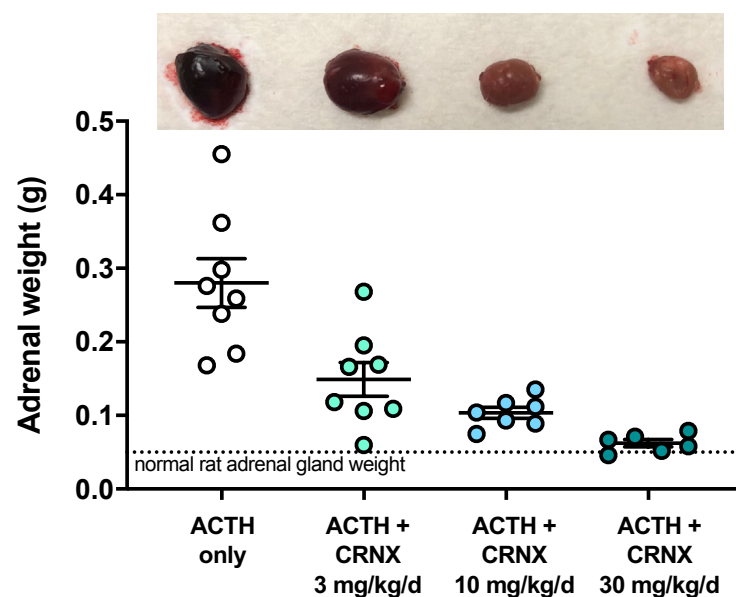 0.5
0.4
0.3
0.2
0.1
0.0
Adrenal weight (g)
normal rat adrenal gland weight
ACTH
only
ACTH +
CRNX
3 mg/kg/d
ACTH +
CRNX
10 mg/kg/d
ACTH +
CRNX
30 mg/kg/d